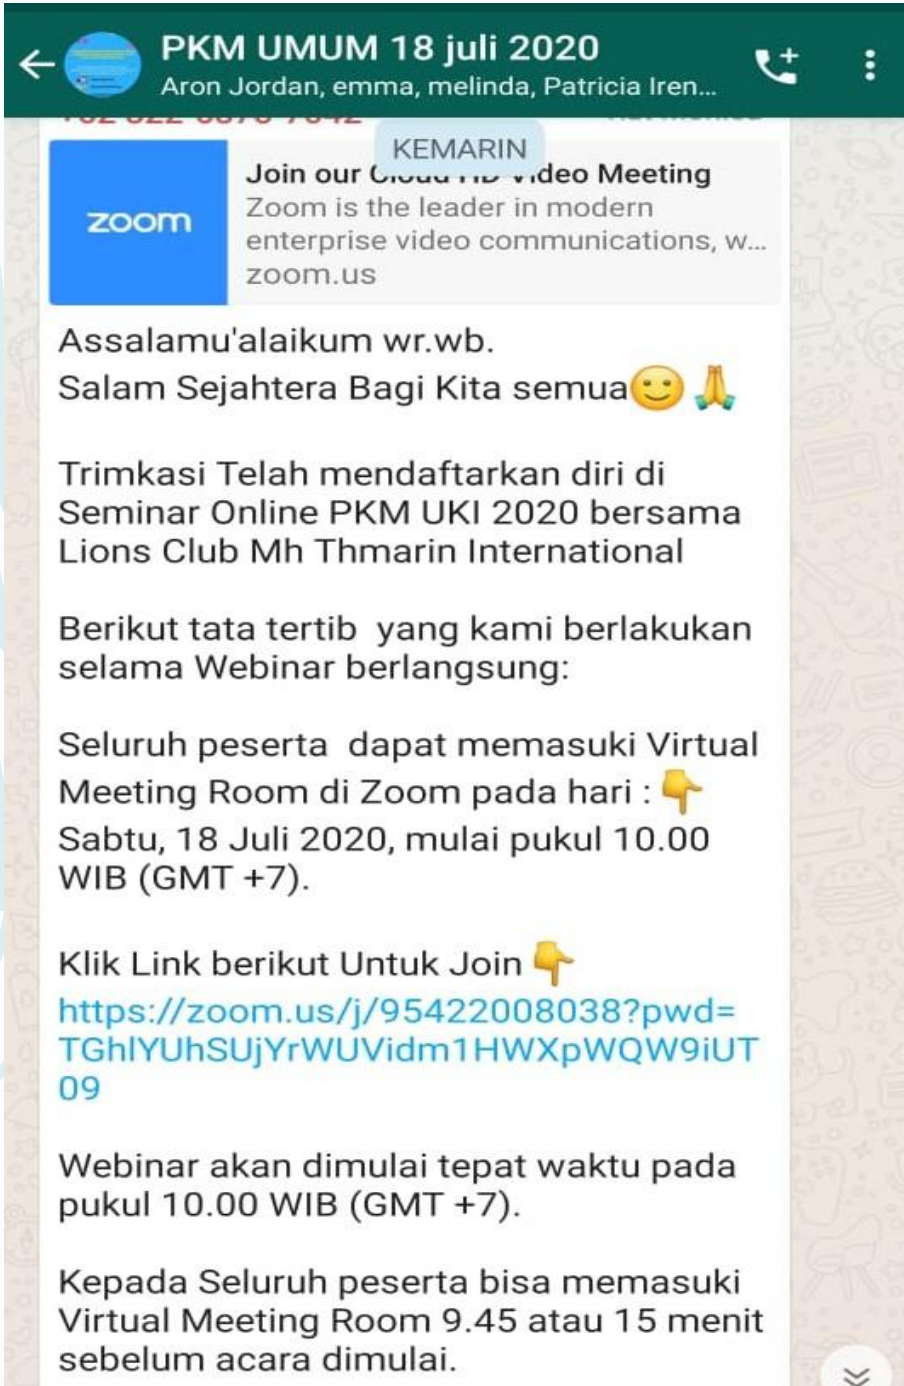 PKM UMUM 18 juli 2020
Aron Jordan, emma, melinda, Patricia Iren...
KEMARIN
Join our Cloud HD Video Meeting
zoom
Zoom is the leader in modern
enterprise video communications, w...
zoom.us
Assalamu'alaikum wr.wb.
Salam Sejahtera Bagi Kita semua🙂🙏
Trimkasi Telah mendaftarkan diri di
Seminar Online PKM UKI 2020 bersama
Lions Club Mh Thmarin International
Berikut tata tertib yang kami berlakukan
selama Webinar berlangsung:
Seluruh peserta dapat memasuki Virtual
Meeting Room di Zoom pada hari : 👇
Sabtu, 18 Juli 2020, mulai pukul 10.00
WIB (GMT +7).
Klik Link berikut Untuk Join 👇
https://zoom.us/j/95422008038?pwd=
TGhlYUhSUjYrWUVidm1HWXpWQW9iUT
09
Webinar akan dimulai tepat waktu pada
pukul 10.00 WIB (GMT +7).
Kepada Seluruh peserta bisa memasuki
Virtual Meeting Room 9.45 atau 15 menit
sebelum acara dimulai.